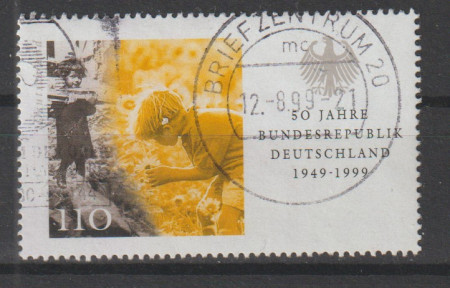 BRIEFZENTRUM 20
mc
12.-8.99-21
50 JAHRE
BUNDESREPUBLIK
DEUTSCHLAND
1949-1999
110